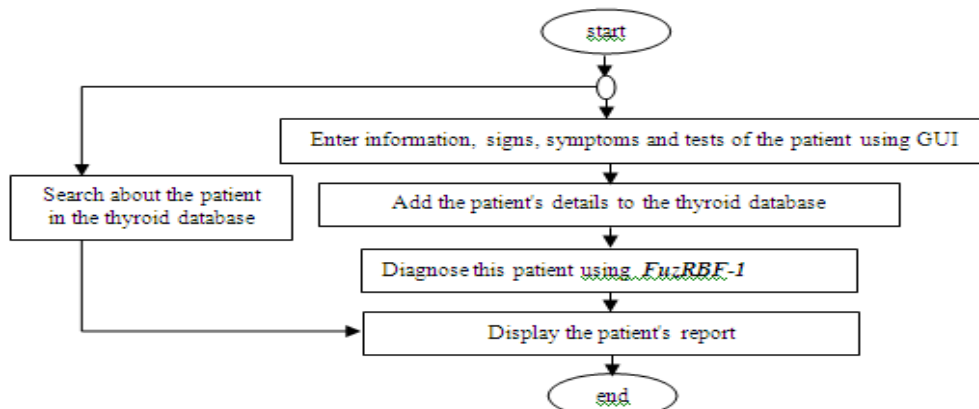 start
Enter information, signs, symptoms and tests of the patient using GUI
Search about the patient
in the thyroid database
Add the patient's details to the thyroid database
Diagnose this patient using FuzRBF-1
Display the patient's report
end